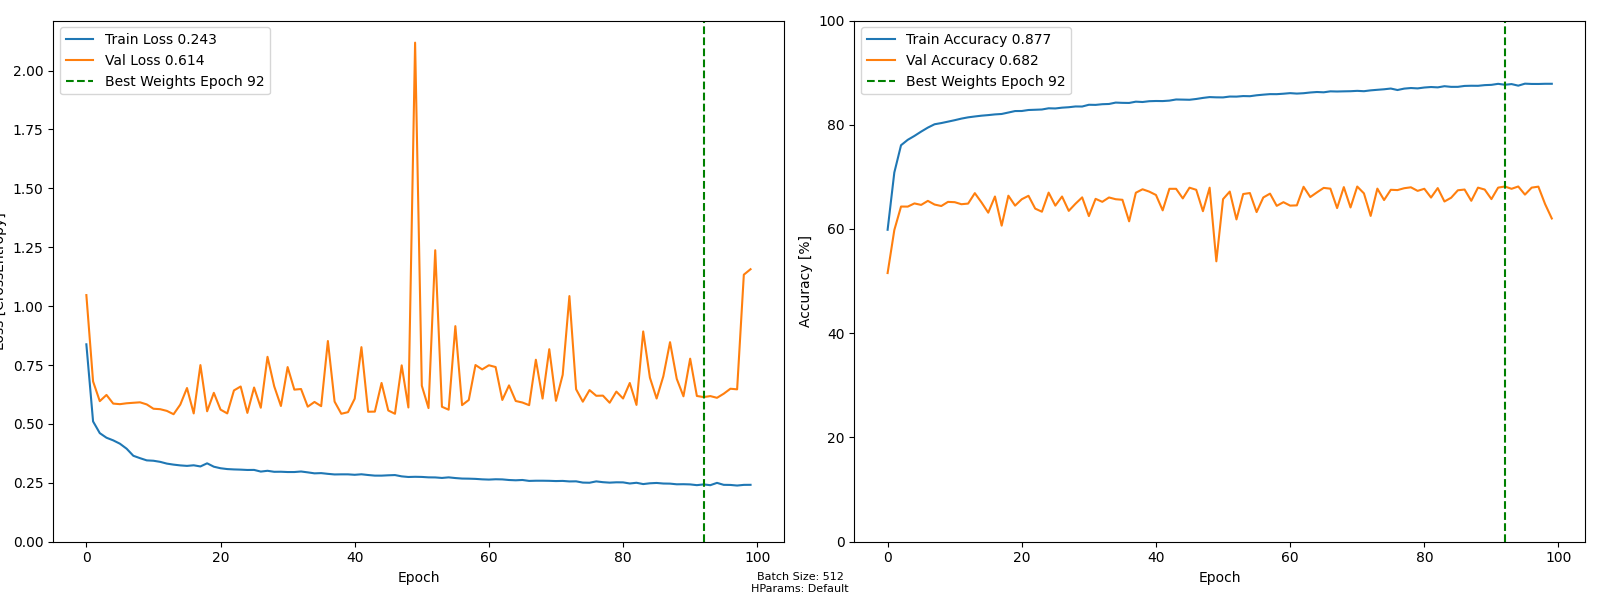 Train Loss 0.243
Val Loss 0.614
Best Weights Epoch 92
2.00
1.75
1.50
1.25
1.00
0.75
0.50
0.25
0.00
0
20
40
60
80
100
Epoch
Train Accuracy 0.877
Val Accuracy 0.682
Best Weights Epoch 92
Accuracy [%]
100
80
60
40
20
0
0
20
40
60
80
100
Epoch
Batch Size: 512
HParams: Default